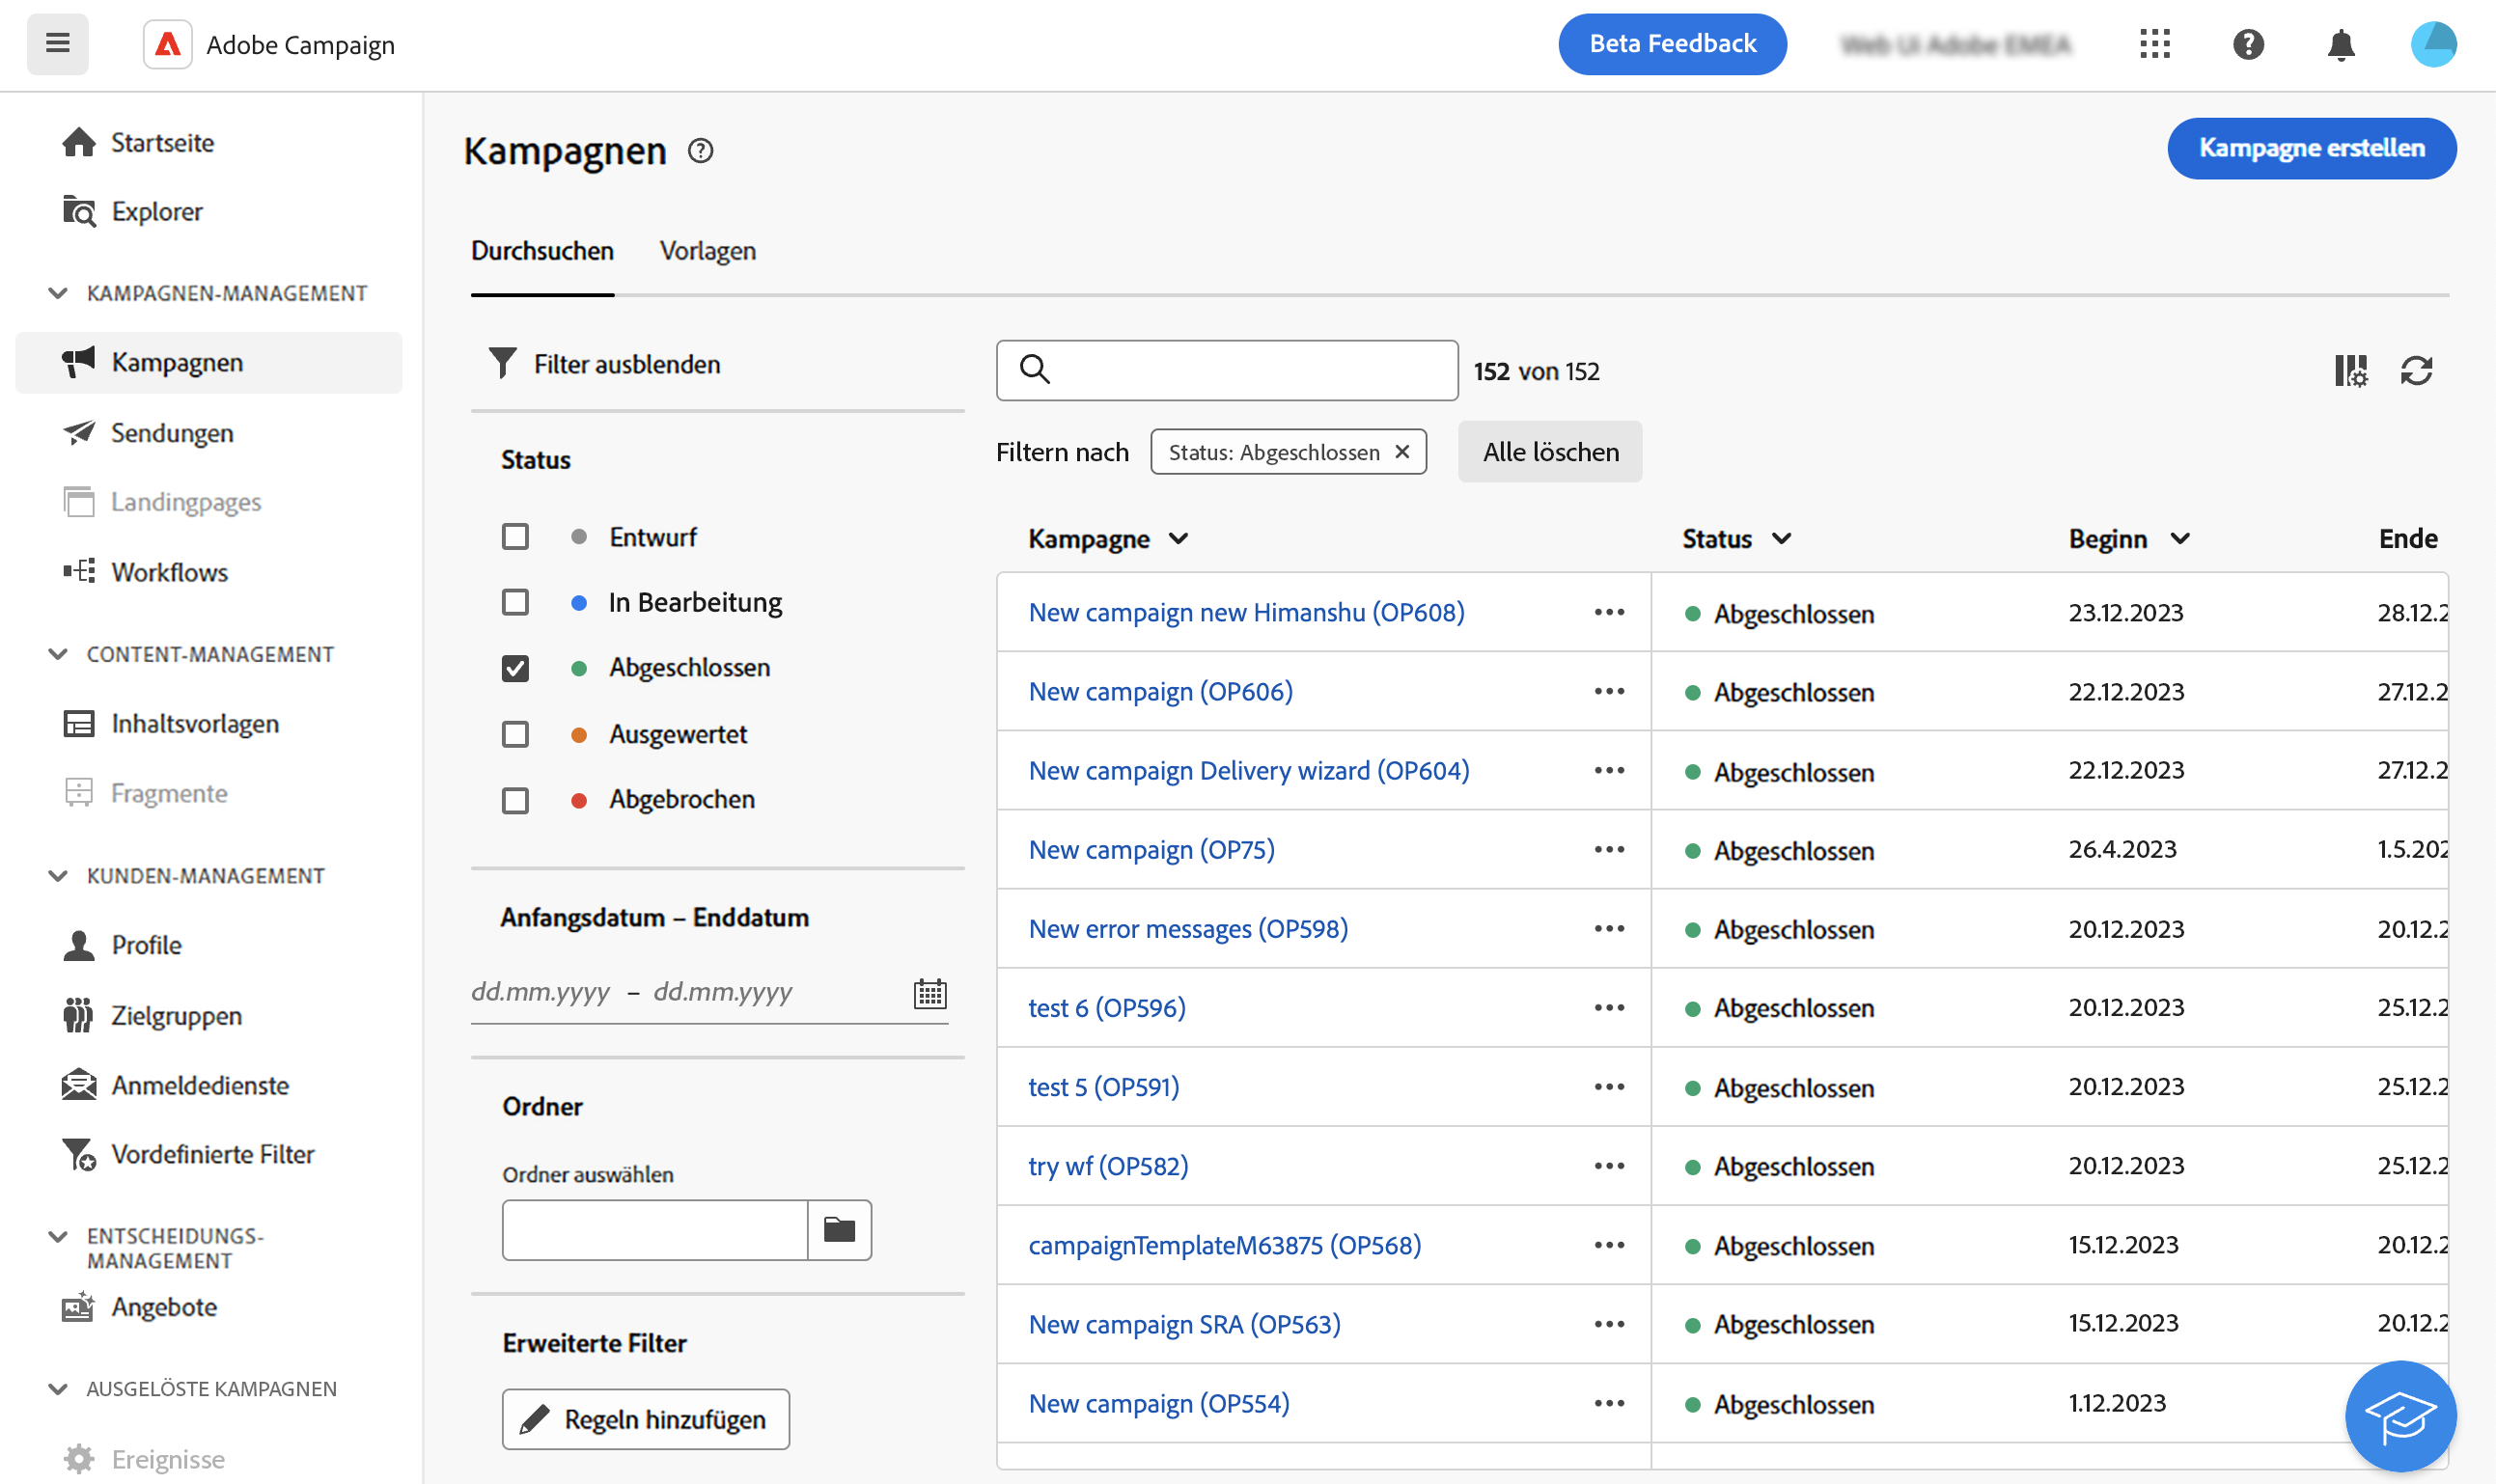 Adobe Campaign
Beta Feedback
Startseite
Explorer
KAMPAGNEN-MANAGEMENT
Kampagnen
Sendungen
Landingpages
Workflows
CONTENT-MANAGEMENT
Inhaltsvorlagen
Fragmente
KUNDEN-MANAGEMENT
Profile
Zielgruppen
Anmeldedienste
Vordefinierte Filter
ENTSCHEIDUNGS-
MANAGEMENT
Angebote
AUSGELÖSTE KAMPAGNEN
Ereignisse
Kampagnen
Kampagne erstellen
Durchsuchen Vorlagen
Filter ausblenden
Status
Entwurf
In Bearbeitung
Abgeschlossen
Ausgewertet
Abgebrochen
Anfangsdatum – Enddatum
dd.mm.yyyy – dd.mm.yyyy
Ordner
Ordner auswählen
Erweiterte Filter
Regeln hinzufügen
152 von 152
Filtern nach Status: Abgeschlossen Alle löschen
Kampagne Status Beginn Ende
New campaign new Himanshu (OP608) Abgeschlossen 23.12.2023 28.12.2
New campaign (OP606) Abgeschlossen 22.12.2023 27.12.2
New campaign Delivery wizard (OP604) Abgeschlossen 22.12.2023 27.12.2
New campaign (OP75) Abgeschlossen 26.4.2023 1.5.202
New error messages (OP598) Abgeschlossen 20.12.2023 20.12.2
test 6 (OP596) Abgeschlossen 20.12.2023 25.12.2
test 5 (OP591) Abgeschlossen 20.12.2023 25.12.2
try wf (OP582) Abgeschlossen 20.12.2023 25.12.2
campaignTemplateM63875 (OP568) Abgeschlossen 15.12.2023 20.12.2
New campaign SRA (OP563) Abgeschlossen 15.12.2023 20.12.2
New campaign (OP554) Abgeschlossen 1.12.2023